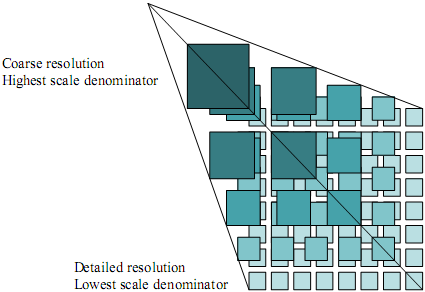 Coarse resolution
Highest scale denominator
Detailed resolution
Lowest scale denominator